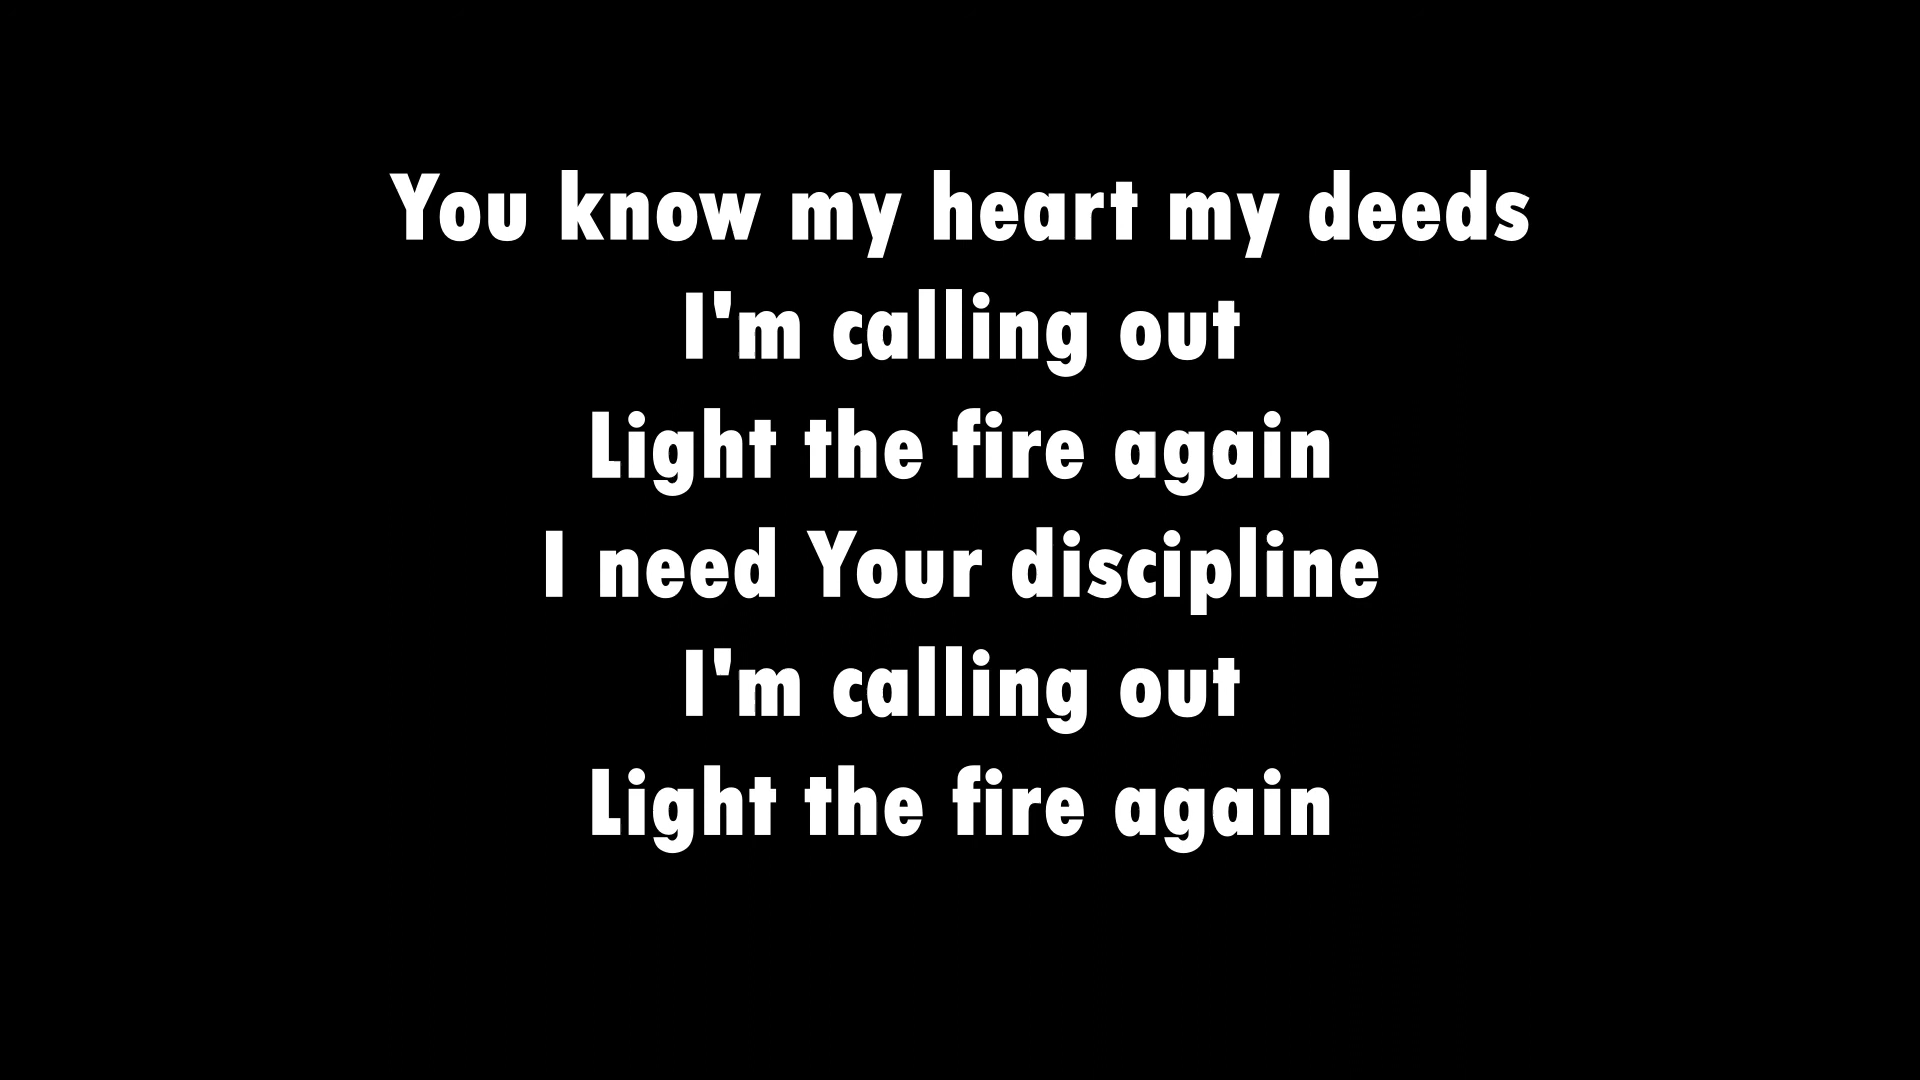 You know my heart my deeds
I'm calling out
Light the fire again
I need Your discipline
I'm calling out
Light the fire again